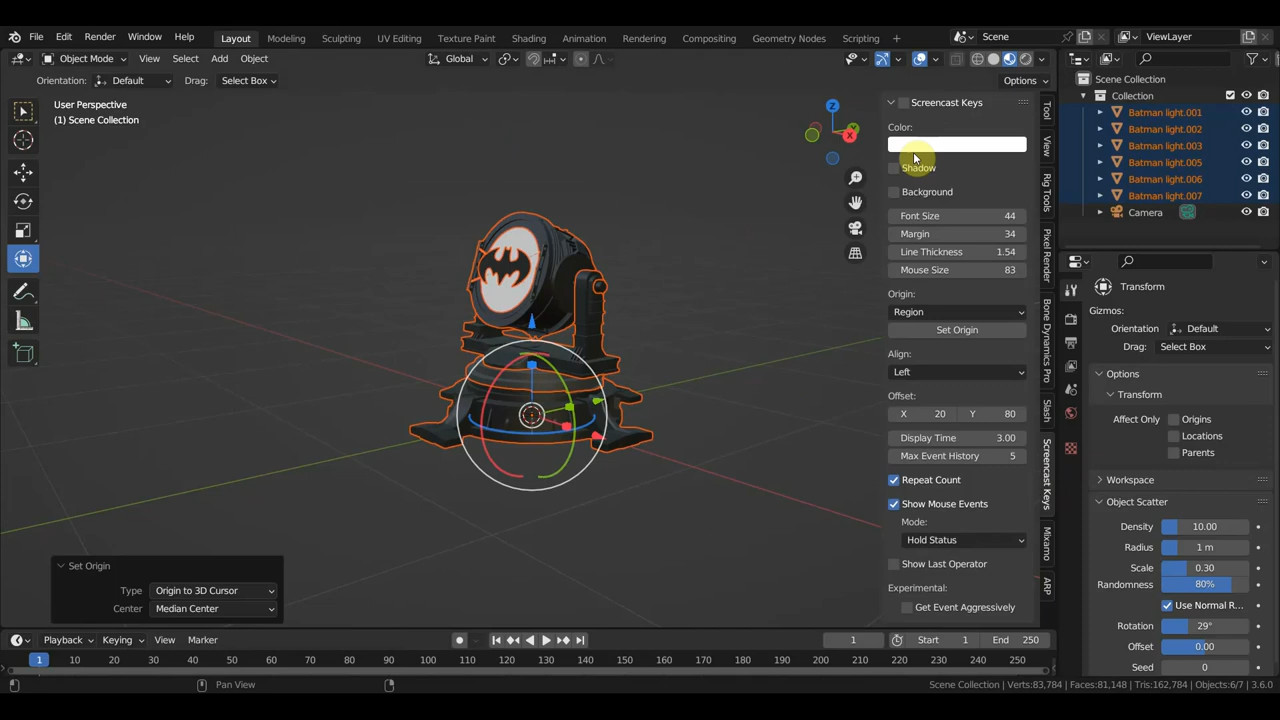 File Edit Render Window Help Layout Modeling Sculpting UV Editing Texture Paint Shading Animation Rendering Compositing Geometry Nodes Scripting + Scene ViewLayer
Object Mode View Select Add Object Global
Orientation: Default Drag: Select Box Options
User Perspective
(1) Scene Collection
Z
Y
X
Screencast Keys
Color:
Shadow
Background
Font Size 44
Margin 34
Line Thickness 1.54
Mouse Size 83
Origin:
Region
Set Origin
Align:
Left
Offset:
X 20 Y 80
Display Time 3.00
Max Event History 5
Repeat Count
Show Mouse Events
Mode:
Hold Status
Show Last Operator
Experimental:
Get Event Aggressively
Tool
View
Rig Tools
Pixel Render
Bone Dynamics Pro
Slash
Screencast Keys
Mixamo
ARP
Scene Collection
Collection
Batman light.001
Batman light.002
Batman light.003
Batman light.005
Batman light.006
Batman light.007
Camera
Transform
Gizmos:
Orientation Default
Drag: Select Box
Options
Transform
Affect Only Origins
Locations
Parents
Workspace
Object Scatter
Density 10.00
Radius 1 m
Scale 0.30
Randomness 80%
Use Normal R...
Rotation 29°
Offset 0.00
Seed 0
Set Origin
Type Origin to 3D Cursor
Center Median Center
Playback Keying View Marker 1 Start 1 End 250
1 10 20 30 40 50 60 70 80 90 100 110 120 130 140 150 160 170 180 190 200 210 220 230 240 250
Pan View Scene Collection | Verts:83,784 | Faces:81,148 | Tris:162,784 | Objects:6/7 | 3.6.0